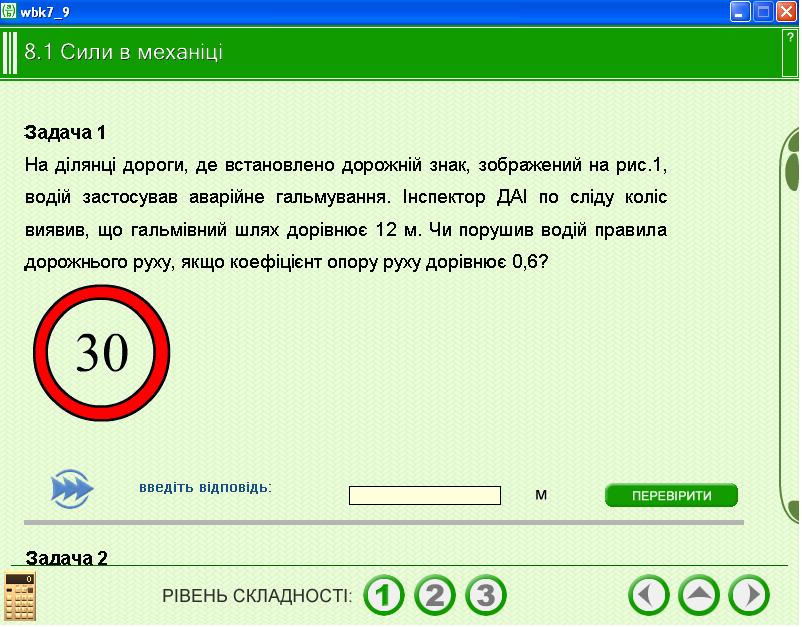 wbk7_9
8.1 Сили в механіці
?
Задача 1
На ділянці дороги, де встановлено дорожній знак, зображений на рис.1,
водій застосував аварійне гальмування. Інспектор ДАІ по сліду коліс
виявив, що гальмівний шлях дорівнює 12 м. Чи порушив водій правила
дорожнього руху, якщо коефіцієнт опору руху дорівнює 0,6?
30
введіть відповідь:
м
ПЕРЕВІРИТИ
Задача 2
0
РІВЕНЬ СКЛАДНОСТІ: 1 2 3